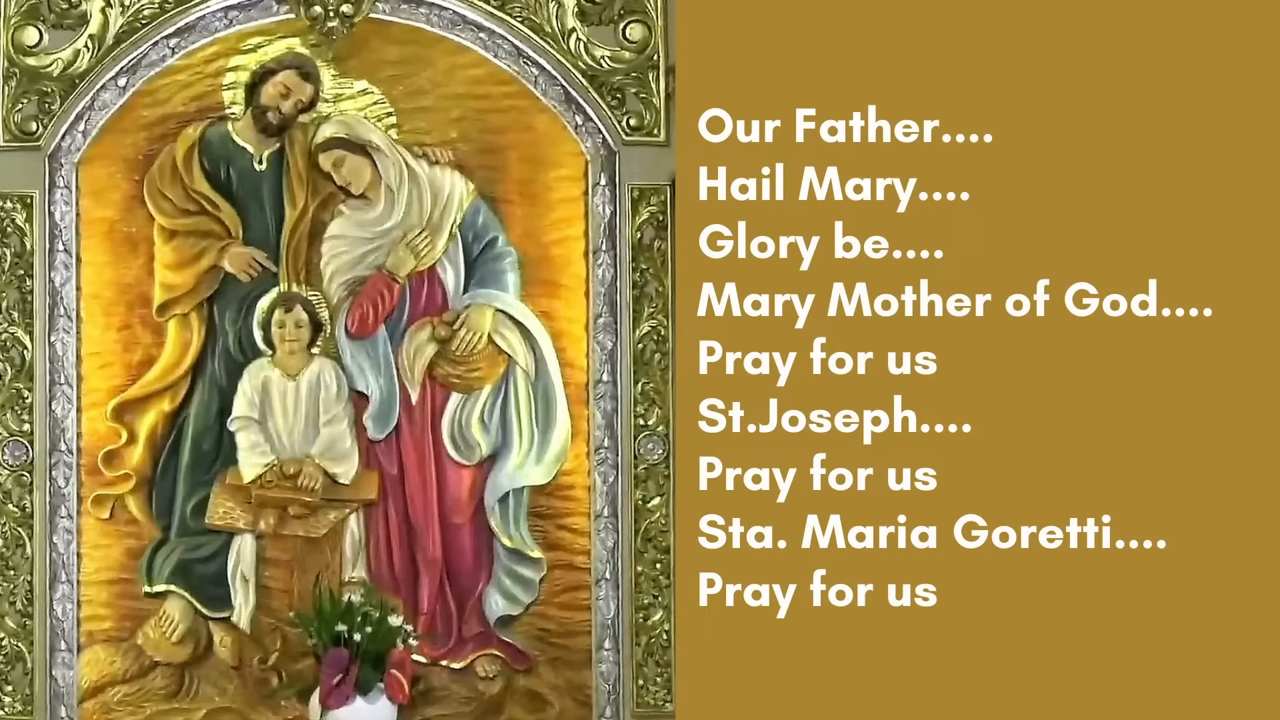 Our Father....
Hail Mary....
Glory be....
Mary Mother of God....
Pray for us
St.Joseph....
Pray for us
Sta. Maria Goretti....
Pray for us